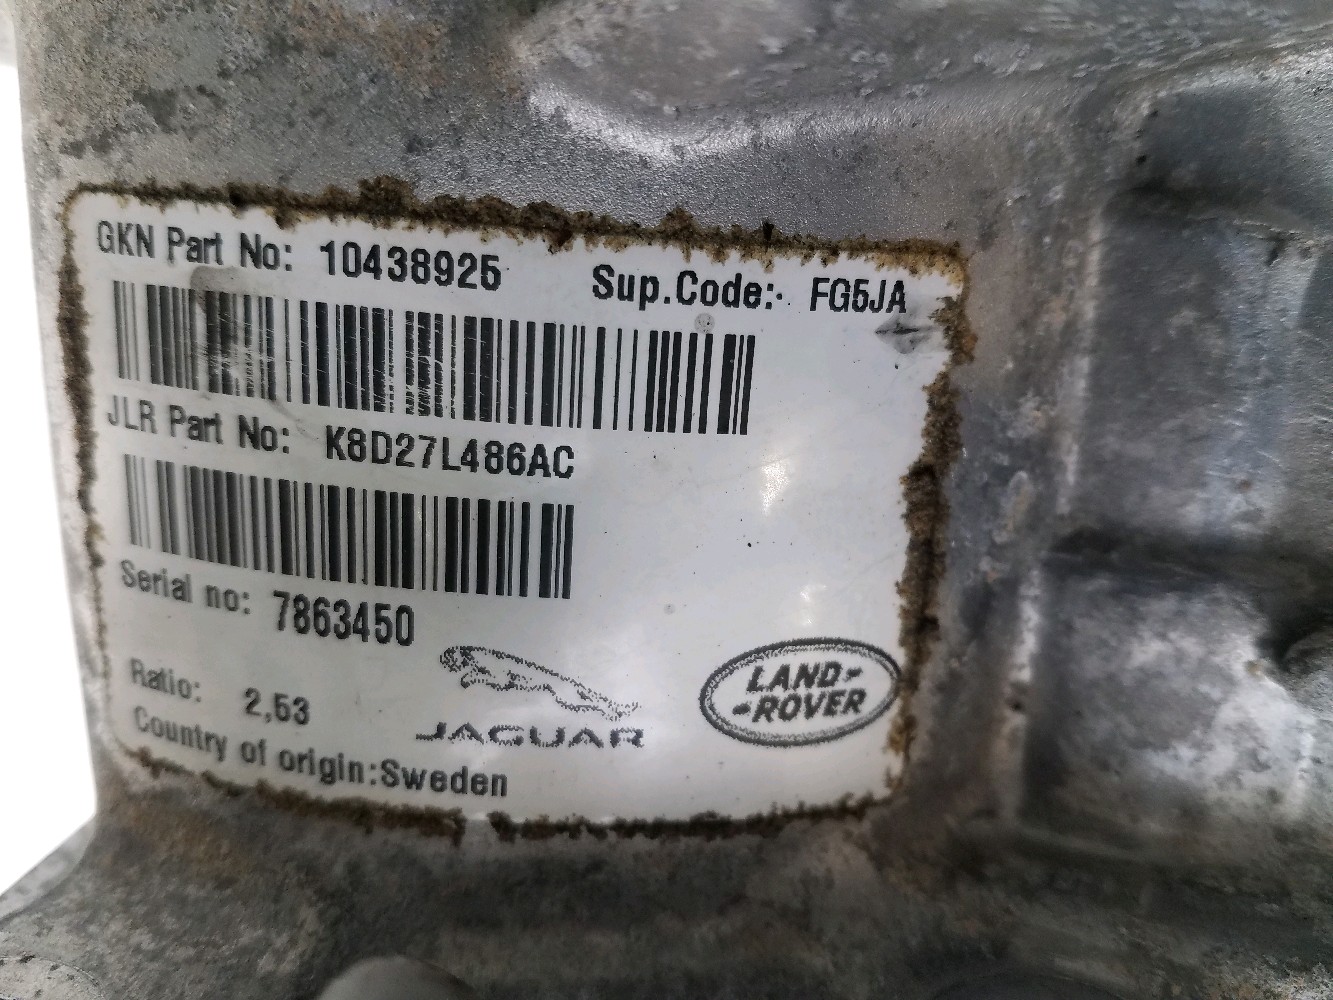 GKN Part No: 10438925 Sup.Code: FG5JA
JLR Part No: K8D27L486AC
Serial no: 7863450
Ratio: 2,53
JAGUAR
LAND-
-ROVER
Country of origin:Sweden